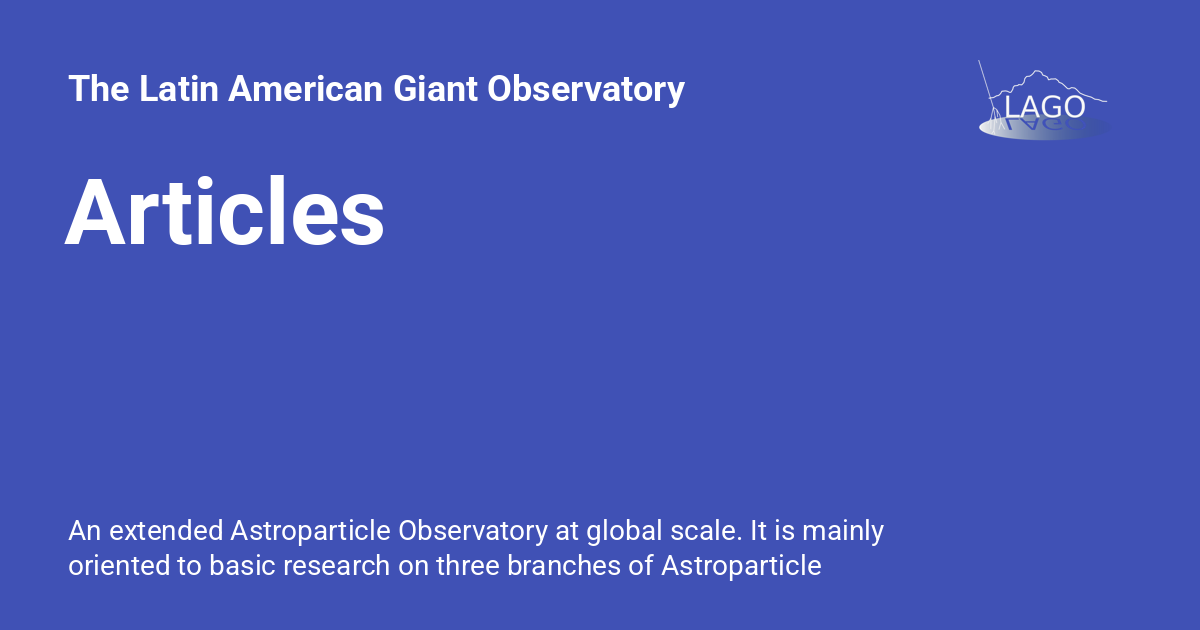 The Latin American Giant Observatory
LAGO
LAGO
Articles
An extended Astroparticle Observatory at global scale. It is mainly
oriented to basic research on three branches of Astroparticle